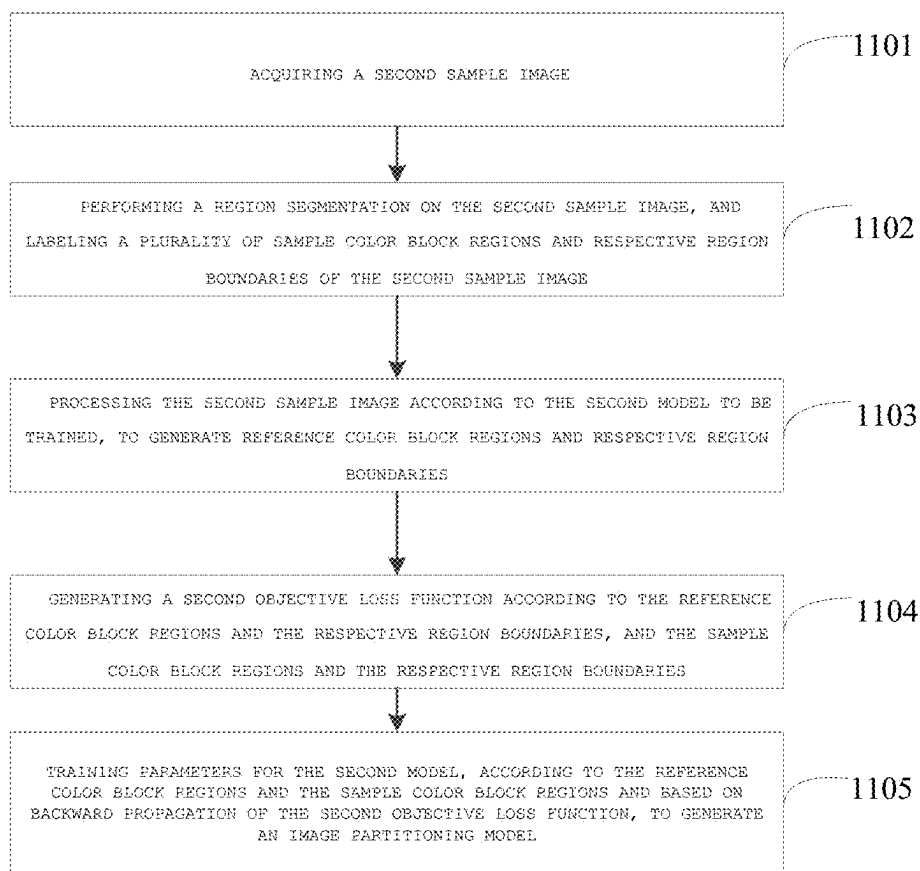 ACQUIRING A SECOND SAMPLE IMAGE
1101
PERFORMING A REGION SEGMENTATION ON THE SECOND SAMPLE IMAGE, AND
LABELING A PLURALITY OF SAMPLE COLOR BLOCK REGIONS AND RESPECTIVE REGION
BOUNDARIES OF THE SECOND SAMPLE IMAGE
1102
PROCESSING THE SECOND SAMPLE IMAGE ACCORDING TO THE SECOND MODEL TO BE
TRAINED, TO GENERATE REFERENCE COLOR BLOCK REGIONS AND RESPECTIVE REGION
BOUNDARIES
1103
GENERATING A SECOND OBJECTIVE LOSS FUNCTION ACCORDING TO THE REFERENCE
COLOR BLOCK REGIONS AND THE RESPECTIVE REGION BOUNDARIES, AND THE SAMPLE
COLOR BLOCK REGIONS AND THE RESPECTIVE REGION BOUNDARIES
1104
TRAINING PARAMETERS FOR THE SECOND MODEL, ACCORDING TO THE REFERENCE
COLOR BLOCK REGIONS AND THE SAMPLE COLOR BLOCK REGIONS AND BASED ON
BACKWARD PROPAGATION OF THE SECOND OBJECTIVE LOSS FUNCTION, TO GENERATE
AN IMAGE PARTITIONING MODEL
1105